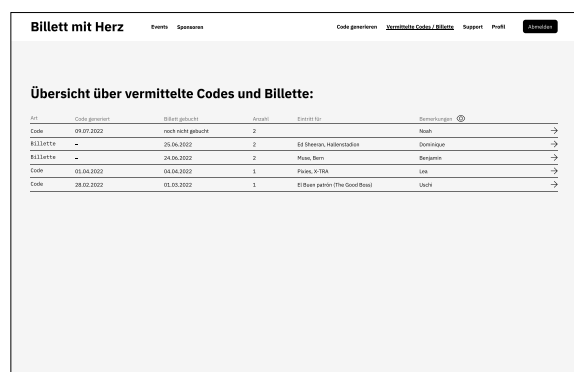 Billett mit Herz Events Sponsoren Code generieren Vermittelte Codes / Billette Support Profil Abmelden
Übersicht über vermittelte Codes und Billette:
Art Code generiert Billett gebucht Anzahl Eintritt für Bemerkungen
Code 09.07.2022 noch nicht gebucht 2 Noah →
Billette – 25.06.2022 2 Ed Sheeran, Hallenstadion Dominique →
Billette – 24.06.2022 2 Muse, Bern Benjamin →
Code 01.04.2022 04.04.2022 1 Pixies, X-TRA Lea →
Code 28.02.2022 01.03.2022 1 El Buen patrón (The Good Boss) Uschi →